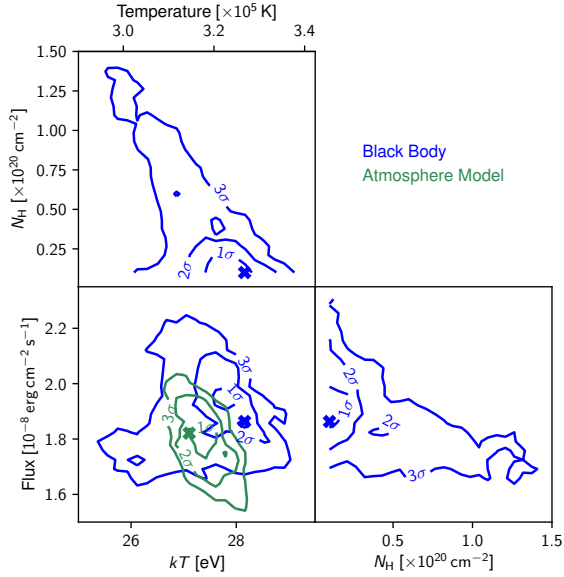 Temperature [×10⁵ K]
3.0 3.2 3.4
1.50
1.25
1.00
0.75
0.50
0.25
N_H [×10²⁰ cm⁻²]
3σ
2σ
1σ
Black Body
Atmosphere Model
2.2
2.0
1.8
1.6
Flux [10⁻⁸ erg cm⁻² s⁻¹]
3σ
1σ
3σ
1σ
2σ
2σ
2σ
1σ
2σ
3σ
26 28
kT [eV]
0.5 1.0 1.5
N_H [×10²⁰ cm⁻²]